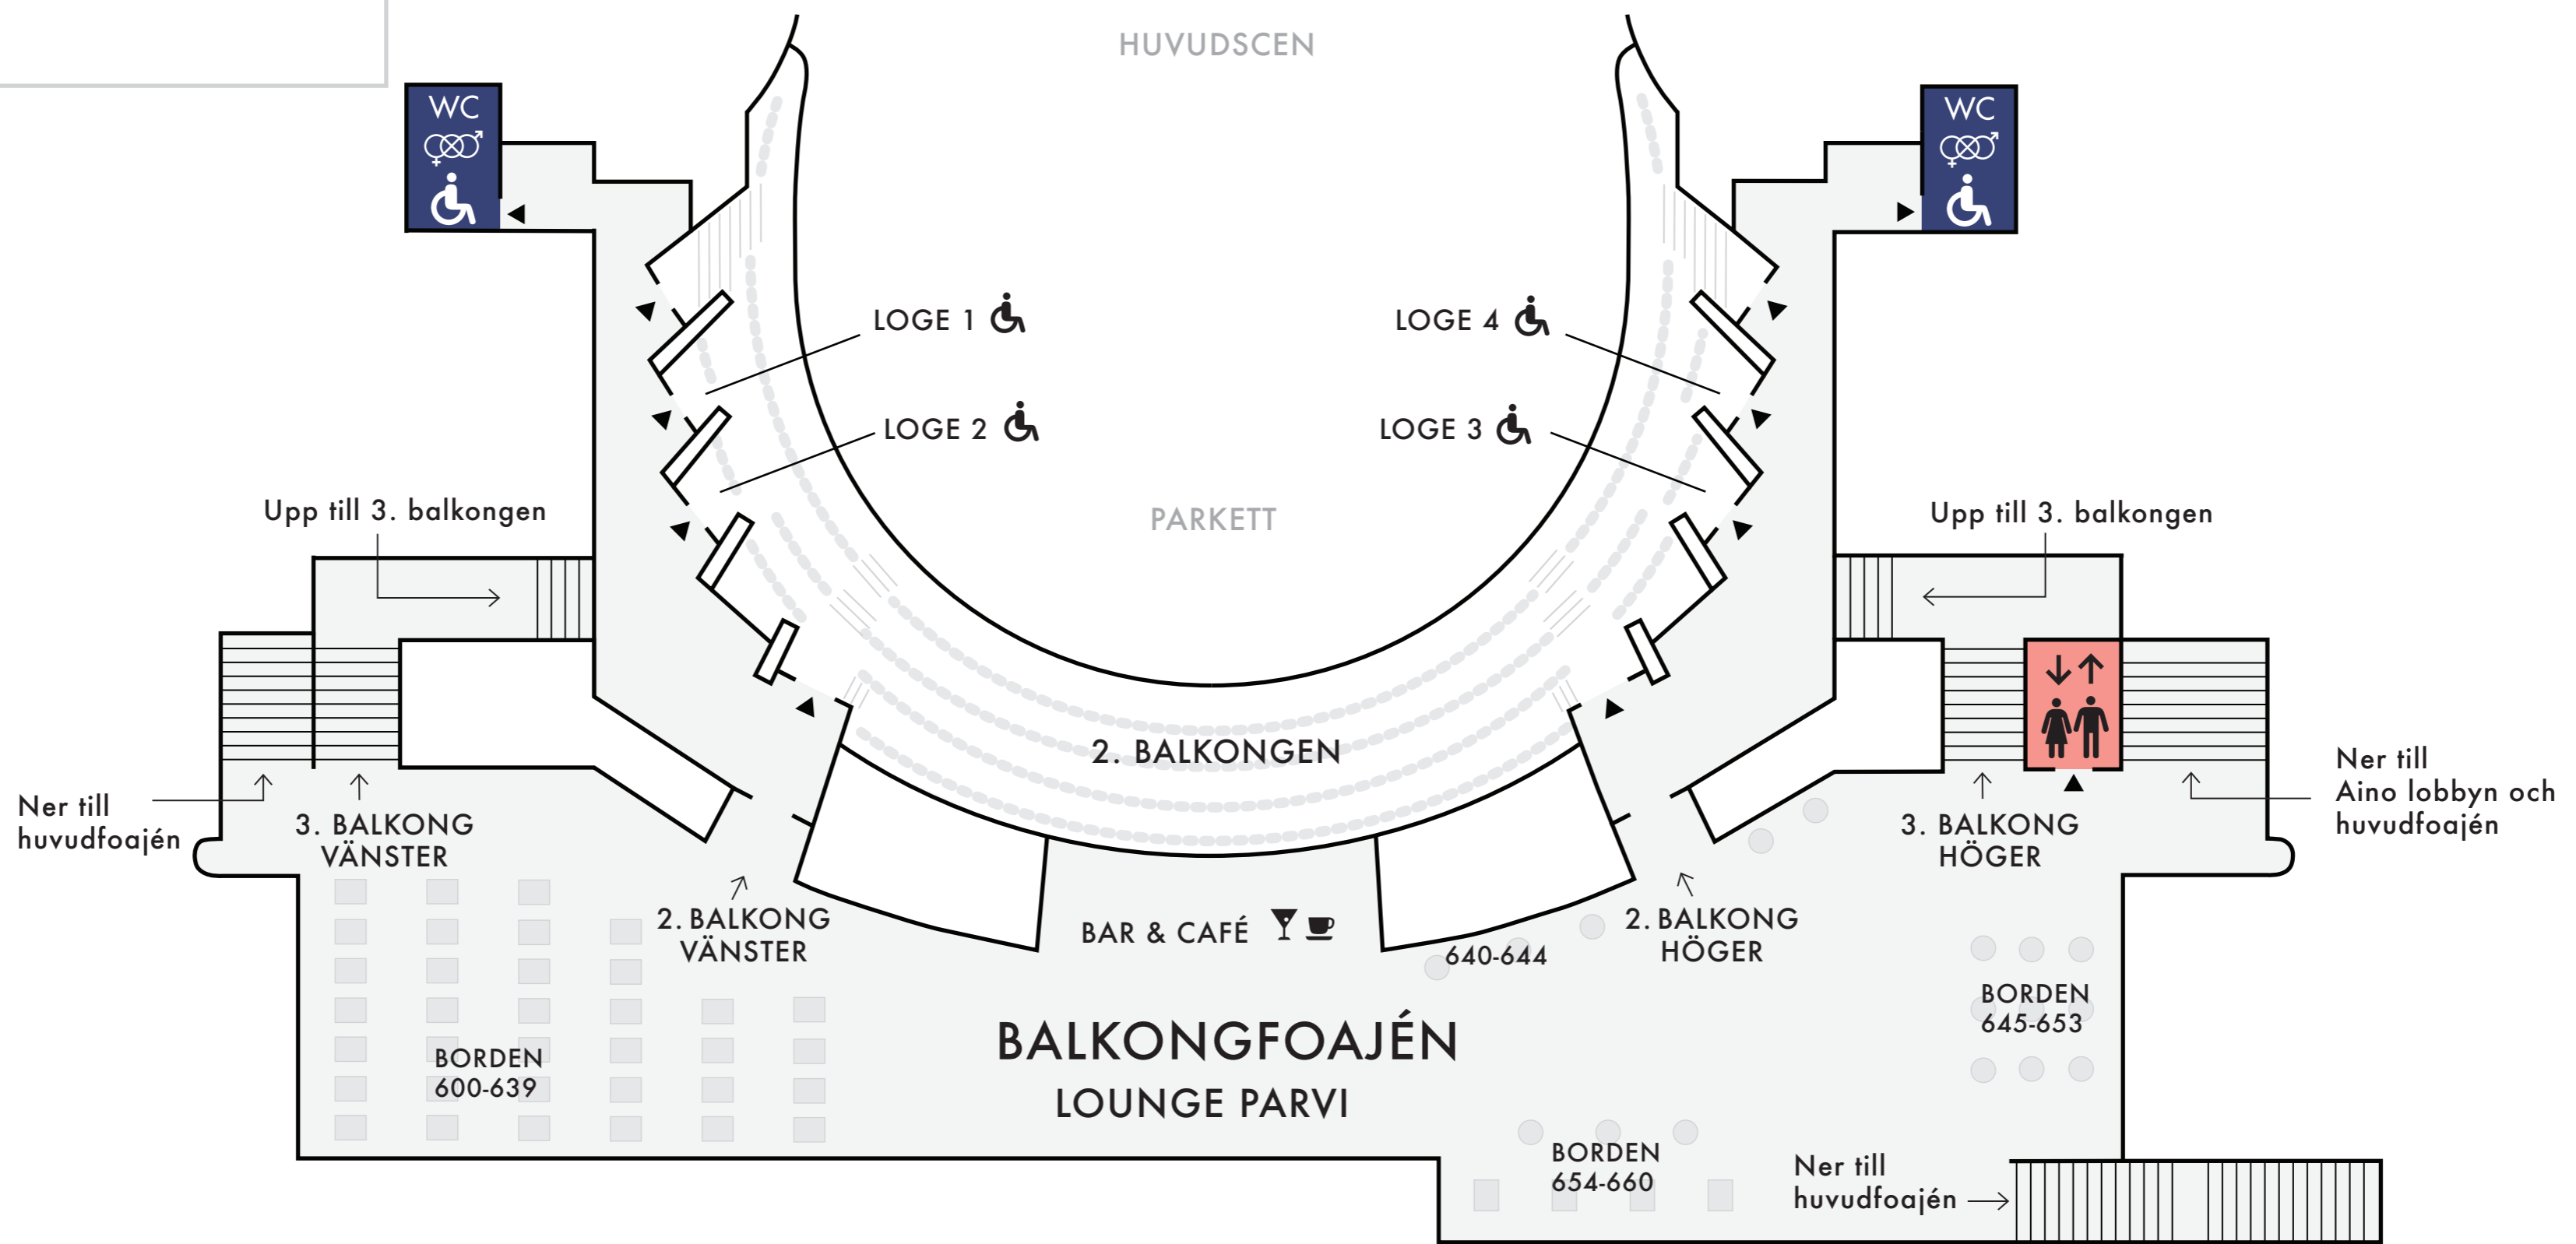 HUVUDSCEN
WC
WC
LOGE 1
LOGE 4
LOGE 2
LOGE 3
Upp till 3. balkongen
PARKETT
Upp till 3. balkongen
2. BALKONGEN
Ner till
huvudfoajén
3. BALKONG
VÄNSTER
3. BALKONG
HÖGER
Ner till
Aino lobbyn och
huvudfoajén
2. BALKONG
VÄNSTER
BAR & CAFÉ
640-644
2. BALKONG
HÖGER
BORDEN
645-653
BALKONGFOAJÉN
LOUNGE PARVI
BORDEN
600-639
BORDEN
654-660
Ner till
huvudfoajén